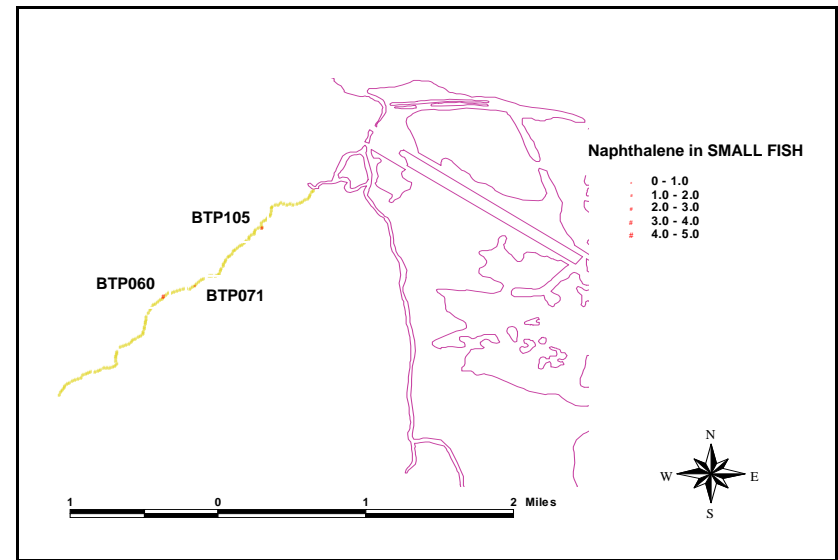 Naphthalene in SMALL FISH
0 - 1.0
1.0 - 2.0
2.0 - 3.0
# 3.0 - 4.0
# 4.0 - 5.0
BTP105
BTP060
BTP071
N
W E
S
1 0 1 2 Miles